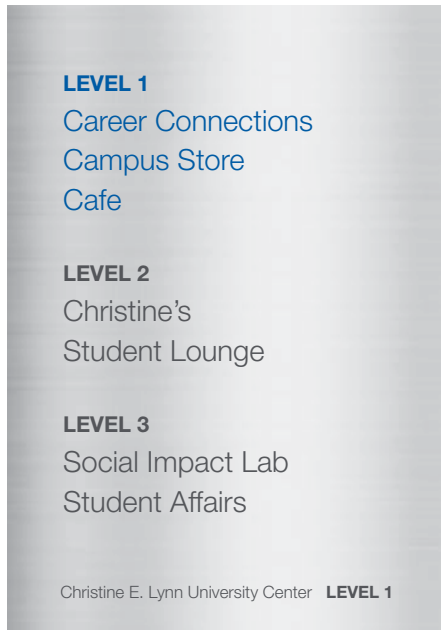 LEVEL 1
Career Connections
Campus Store
Cafe
LEVEL 2
Christine’s
Student Lounge
LEVEL 3
Social Impact Lab
Student Affairs
Christine E. Lynn University Center LEVEL 1